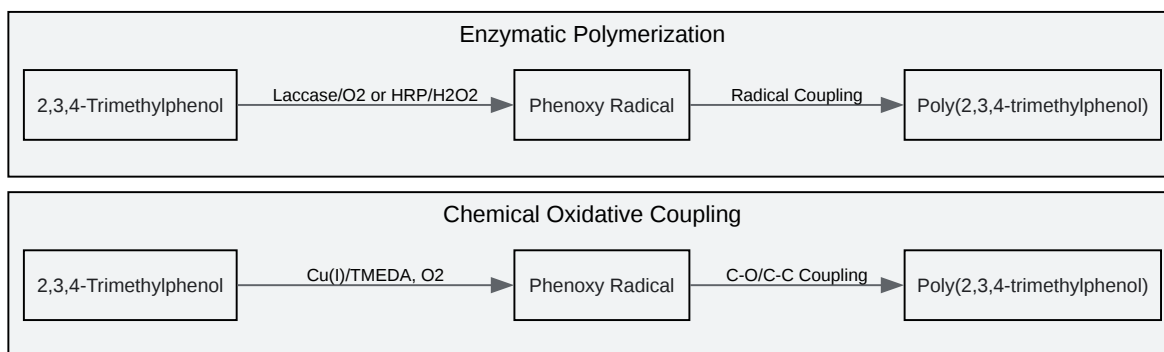 Enzymatic Polymerization
2,3,4-Trimethylphenol
Laccase/O2 or HRP/H2O2
Phenoxy Radical
Radical Coupling
Poly(2,3,4-trimethylphenol)
Chemical Oxidative Coupling
2,3,4-Trimethylphenol
Cu(I)/TMEDA, O2
Phenoxy Radical
C-O/C-C Coupling
Poly(2,3,4-trimethylphenol)